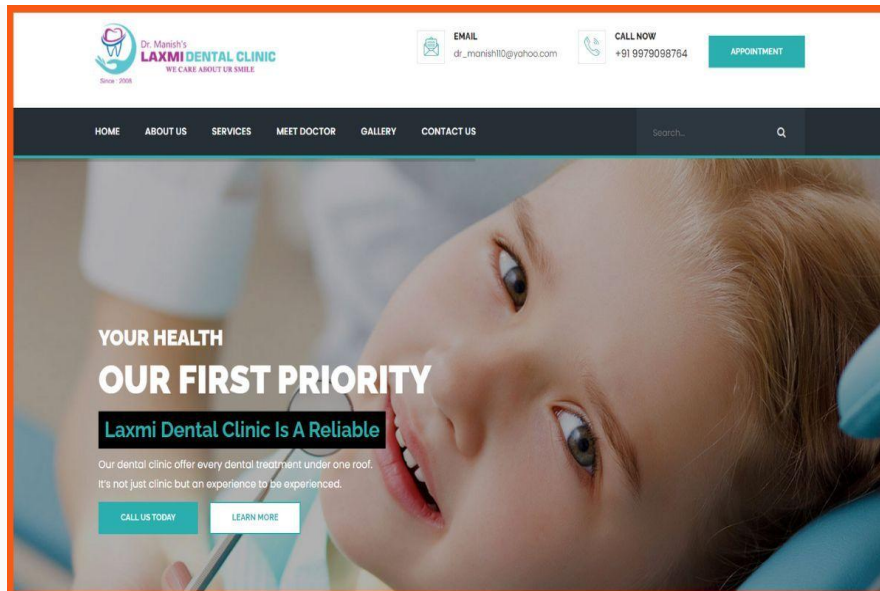 Dr. Manish's
LAXMI DENTAL CLINIC
WE CARE ABOUT UR SMILE
Since - 2008
EMAIL
dr_manish110@yahoo.com
CALL NOW
+91 9979098764
APPOINTMENT
HOME ABOUT US SERVICES MEET DOCTOR GALLERY CONTACT US Search...
YOUR HEALTH
OUR FIRST PRIORITY
Laxmi Dental Clinic Is A Reliable
Our dental clinic offer every dental treatment under one roof.
It's not just clinic but an experience to be experienced.
CALL US TODAY LEARN MORE